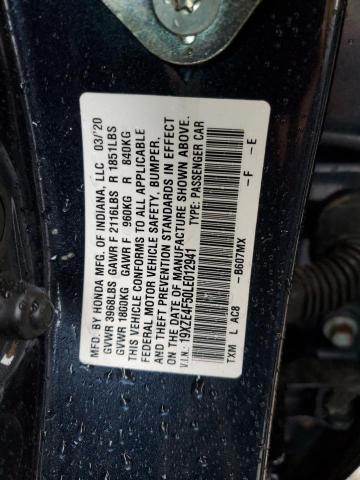 MFD. BY HONDA MFG. OF INDIANA, LLC 03/'20
GVWR 3968LBS GAWR F 2116LBS R 1851LBS
GVWR 1800KG GAWR F 960KG R 840KG
THIS VEHICLE CONFORMS TO ALL APPLICABLE
FEDERAL MOTOR VEHICLE SAFETY, BUMPER,
AND THEFT PREVENTION STANDARDS IN EFFECT
ON THE DATE OF MANUFACTURE SHOWN ABOVE.
V.I.N.: 19XZE4F50LE012941 TYPE: PASSENGER CAR
TXM L AC8 - B607MX - F - E